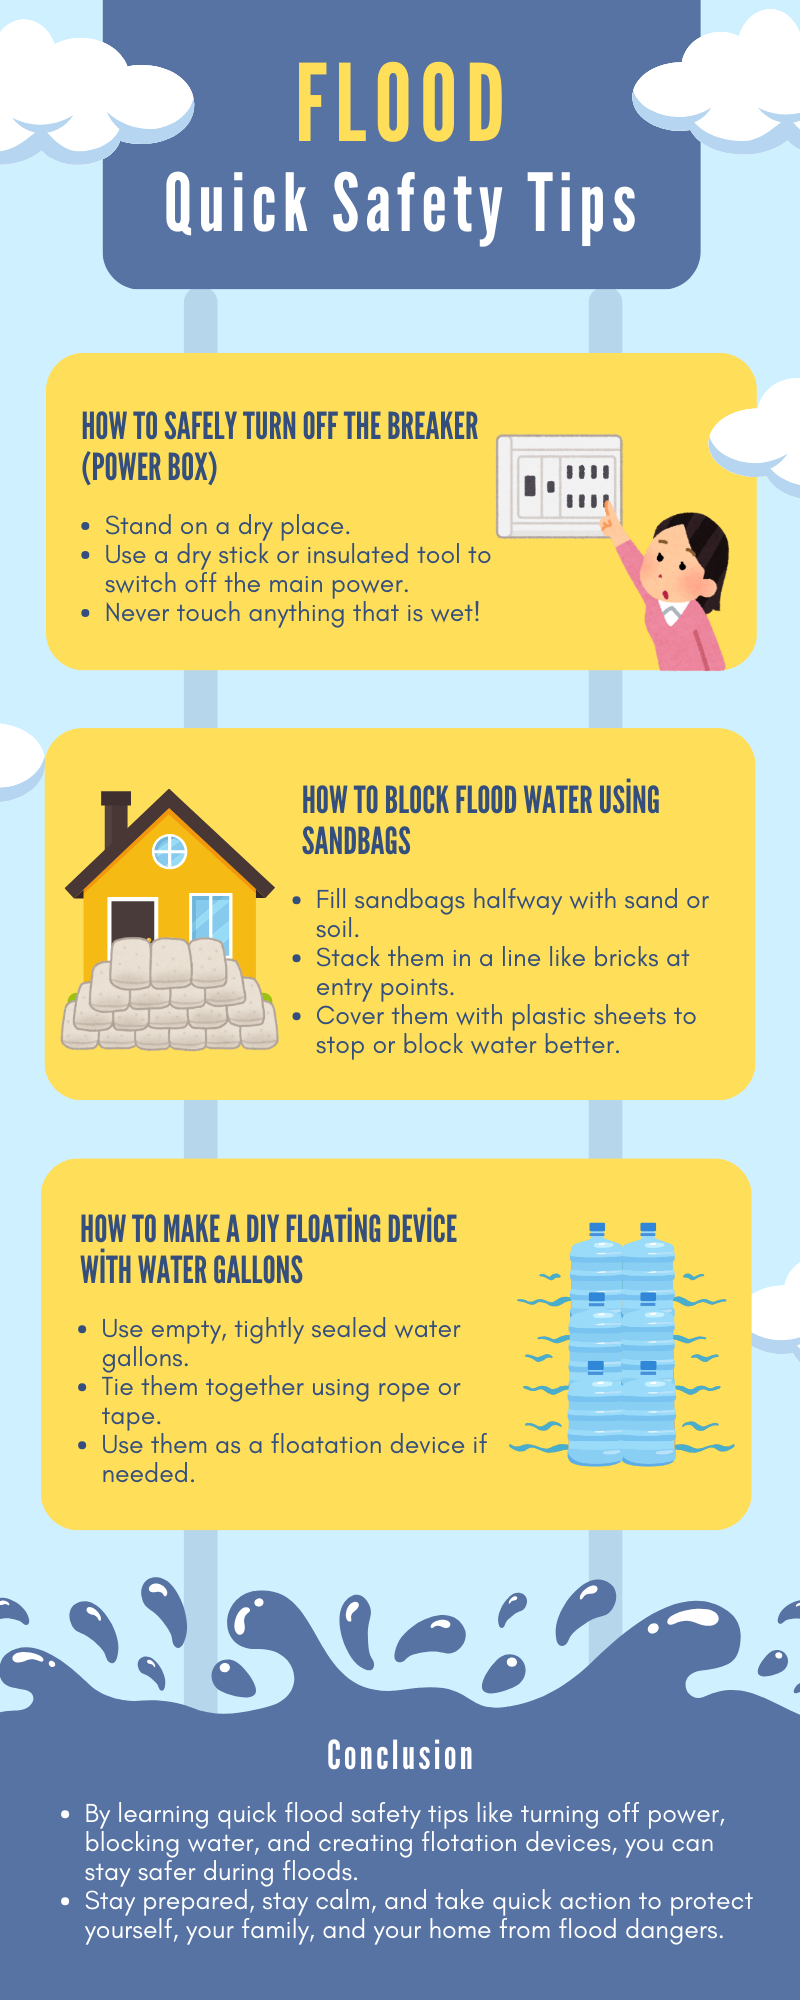 FLOOD
Quick Safety Tips
HOW TO SAFELY TURN OFF THE BREAKER
(POWER BOX)
• Stand on a dry place.
• Use a dry stick or insulated tool to
switch off the main power.
• Never touch anything that is wet!
HOW TO BLOCK FLOOD WATER USİNG
SANDBAGS
• Fill sandbags halfway with sand or
soil.
• Stack them in a line like bricks at
entry points.
• Cover them with plastic sheets to
stop or block water better.
HOW TO MAKE A DIY FLOATİNG DEVİCE
WİTH WATER GALLONS
• Use empty, tightly sealed water
gallons.
• Tie them together using rope or
tape.
• Use them as a floatation device if
needed.
Conclusion
• By learning quick flood safety tips like turning off power,
blocking water, and creating flotation devices, you can
stay safer during floods.
• Stay prepared, stay calm, and take quick action to protect
yourself, your family, and your home from flood dangers.